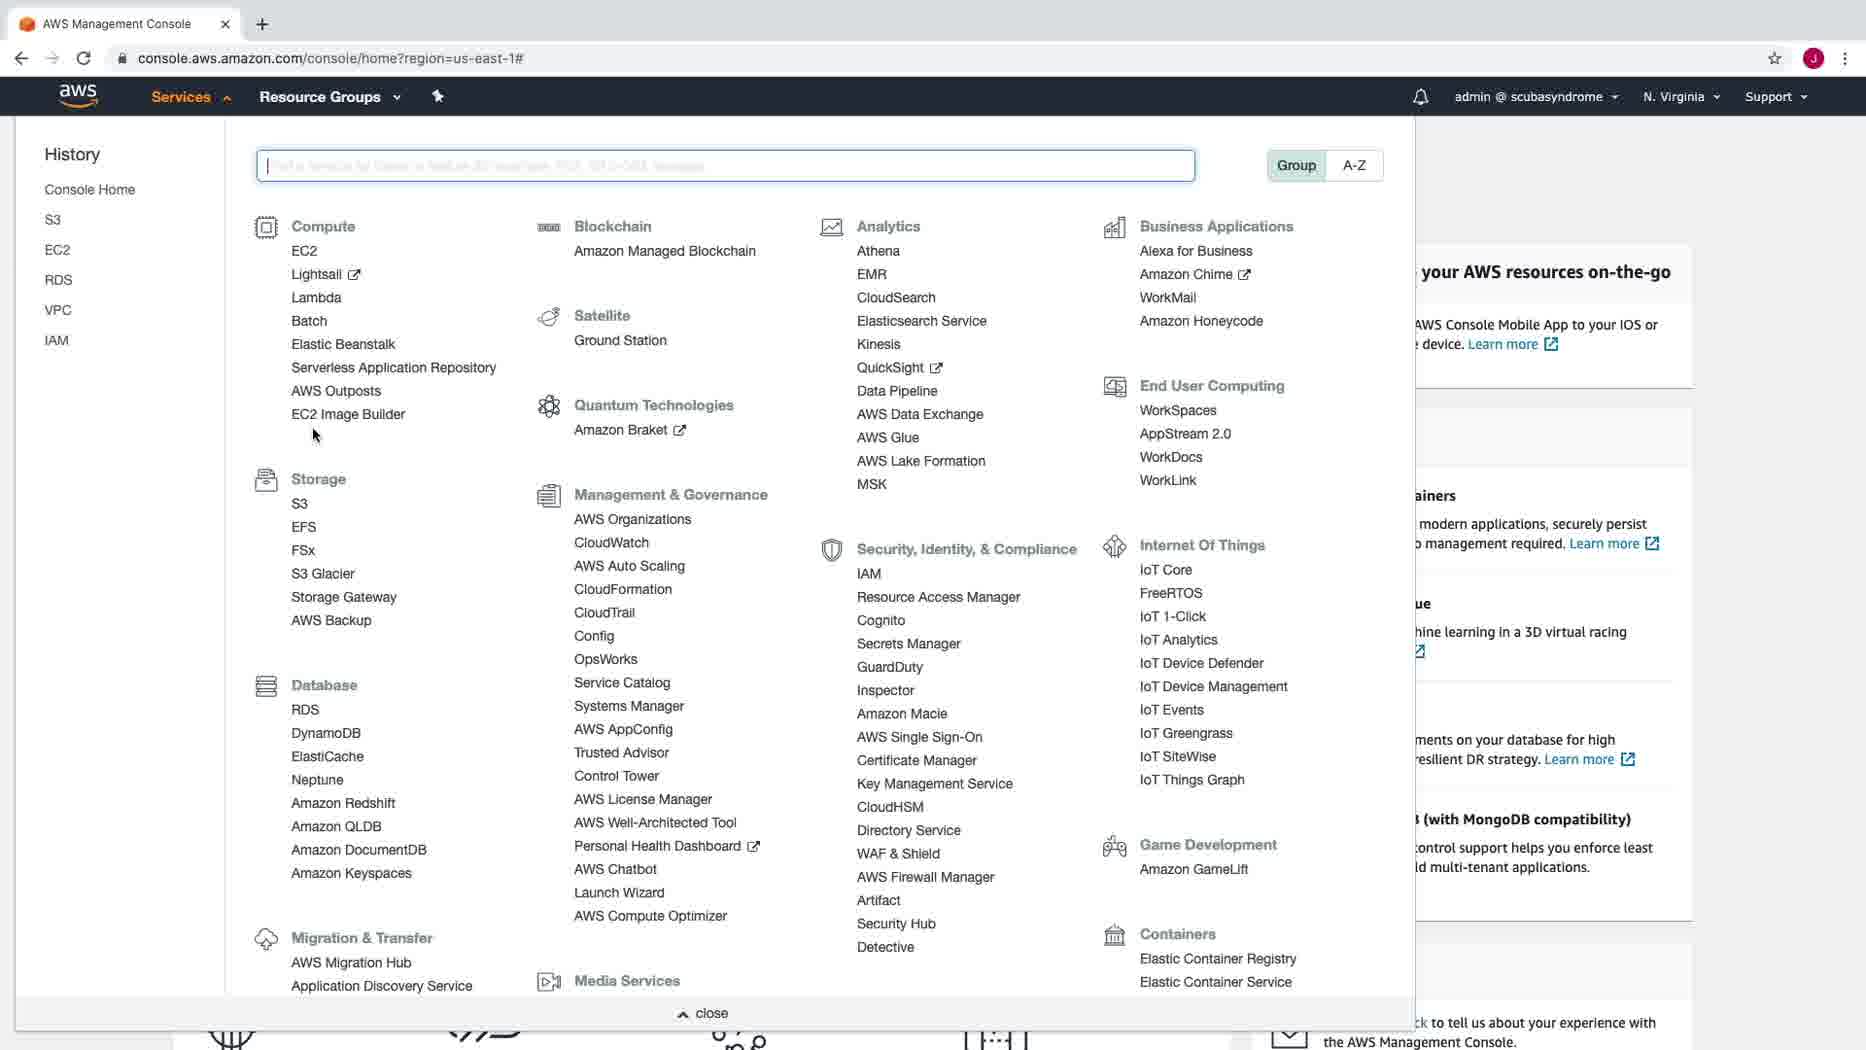 AWS Management Console
console.aws.amazon.com/console/home?region=us-east-1#
J
aws
Services
Resource Groups
admin @ scubasyndrome
N. Virginia
Support
History
Console Home
S3
EC2
RDS
VPC
IAM
Group
A-Z
Compute
EC2
Lightsail
Lambda
Batch
Elastic Beanstalk
Serverless Application Repository
AWS Outposts
EC2 Image Builder
Storage
S3
EFS
FSx
S3 Glacier
Storage Gateway
AWS Backup
Database
RDS
DynamoDB
ElastiCache
Neptune
Amazon Redshift
Amazon QLDB
Amazon DocumentDB
Amazon Keyspaces
Migration & Transfer
AWS Migration Hub
Application Discovery Service
Blockchain
Amazon Managed Blockchain
Satellite
Ground Station
Quantum Technologies
Amazon Braket
Management & Governance
AWS Organizations
CloudWatch
AWS Auto Scaling
CloudFormation
CloudTrail
Config
OpsWorks
Service Catalog
Systems Manager
AWS AppConfig
Trusted Advisor
Control Tower
AWS License Manager
AWS Well-Architected Tool
Personal Health Dashboard
AWS Chatbot
Launch Wizard
AWS Compute Optimizer
Media Services
Analytics
Athena
EMR
CloudSearch
Elasticsearch Service
Kinesis
QuickSight
Data Pipeline
AWS Data Exchange
AWS Glue
AWS Lake Formation
MSK
Security, Identity, & Compliance
IAM
Resource Access Manager
Cognito
Secrets Manager
GuardDuty
Inspector
Amazon Macie
AWS Single Sign-On
Certificate Manager
Key Management Service
CloudHSM
Directory Service
WAF & Shield
AWS Firewall Manager
Artifact
Security Hub
Detective
Business Applications
Alexa for Business
Amazon Chime
WorkMail
Amazon Honeycode
End User Computing
WorkSpaces
AppStream 2.0
WorkDocs
WorkLink
Internet Of Things
IoT Core
FreeRTOS
IoT 1-Click
IoT Analytics
IoT Device Defender
IoT Device Management
IoT Events
IoT Greengrass
IoT SiteWise
IoT Things Graph
Game Development
Amazon GameLift
Containers
Elastic Container Registry
Elastic Container Service
close
your AWS resources on-the-go
AWS Console Mobile App to your iOS or
device. Learn more
ainers
modern applications, securely persist
o management required. Learn more
ue
hine learning in a 3D virtual racing
ments on your database for high
resilient DR strategy. Learn more
B (with MongoDB compatibility)
control support helps you enforce least
ld multi-tenant applications.
ck to tell us about your experience with
the AWS Management Console.